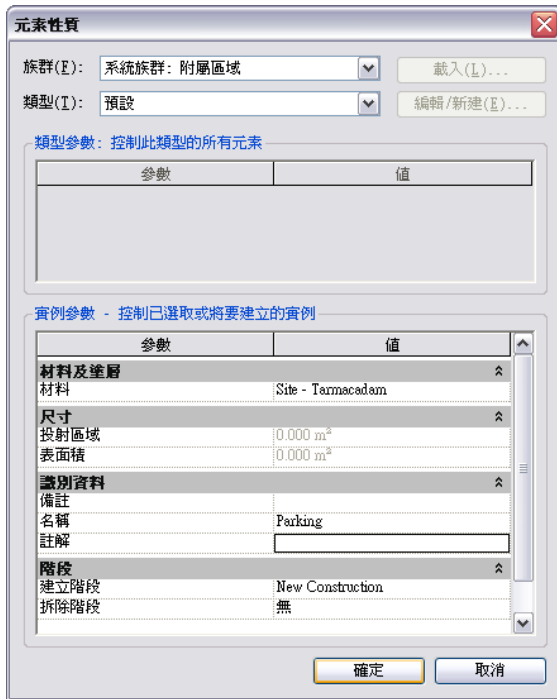 元素性質
族群(F): 系統族群: 附屬區域 載入(L)...
類型(T): 預設 編輯/新建(E)...
類型參數: 控制此類型的所有元素
參數 值
實例參數 - 控制已選取或將要建立的實例
參數 值
材料及塗層
材料 Site - Tarmacadam
尺寸
投射區域 0.000 m²
表面積 0.000 m²
識別資料
備註
名稱 Parking
註解
階段
建立階段 New Construction
拆除階段 無
確定 取消